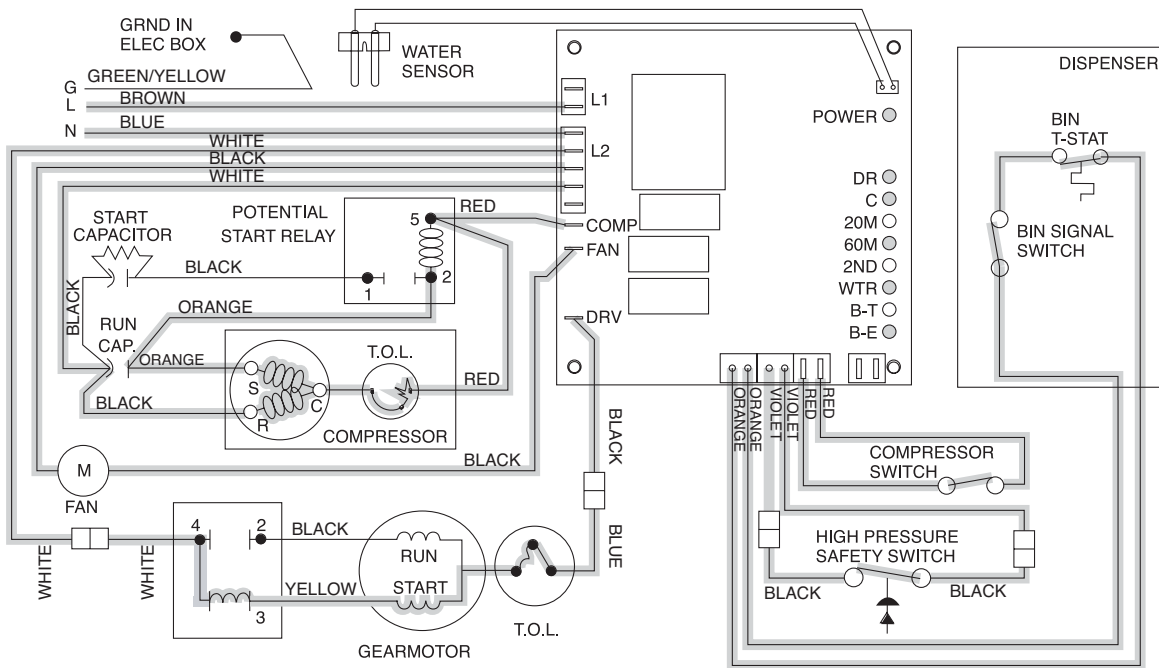 GRND IN
ELEC BOX
WATER
SENSOR
DISPENSER
G GREEN/YELLOW
L BROWN
N BLUE
WHITE
BLACK
WHITE
L1
L2
POWER
BIN
T-STAT
DR
C
20M
60M
2ND
WTR
B-T
B-E
BIN SIGNAL
SWITCH
START
CAPACITOR
POTENTIAL
START RELAY
5
RED
COMP
FAN
BLACK
1
2
ORANGE
DRV
BLACK
RUN
CAP.
ORANGE
T.O.L.
S
C
R
RED
BLACK
COMPRESSOR
ORANGE
ORANGE
VIOLET
VIOLET
RED
RED
BLACK
COMPRESSOR
SWITCH
M
FAN
BLACK
4
2
BLACK
RUN
BLUE
HIGH PRESSURE
SAFETY SWITCH
WHITE
WHITE
YELLOW
START
3
BLACK
BLACK
T.O.L.
GEARMOTOR